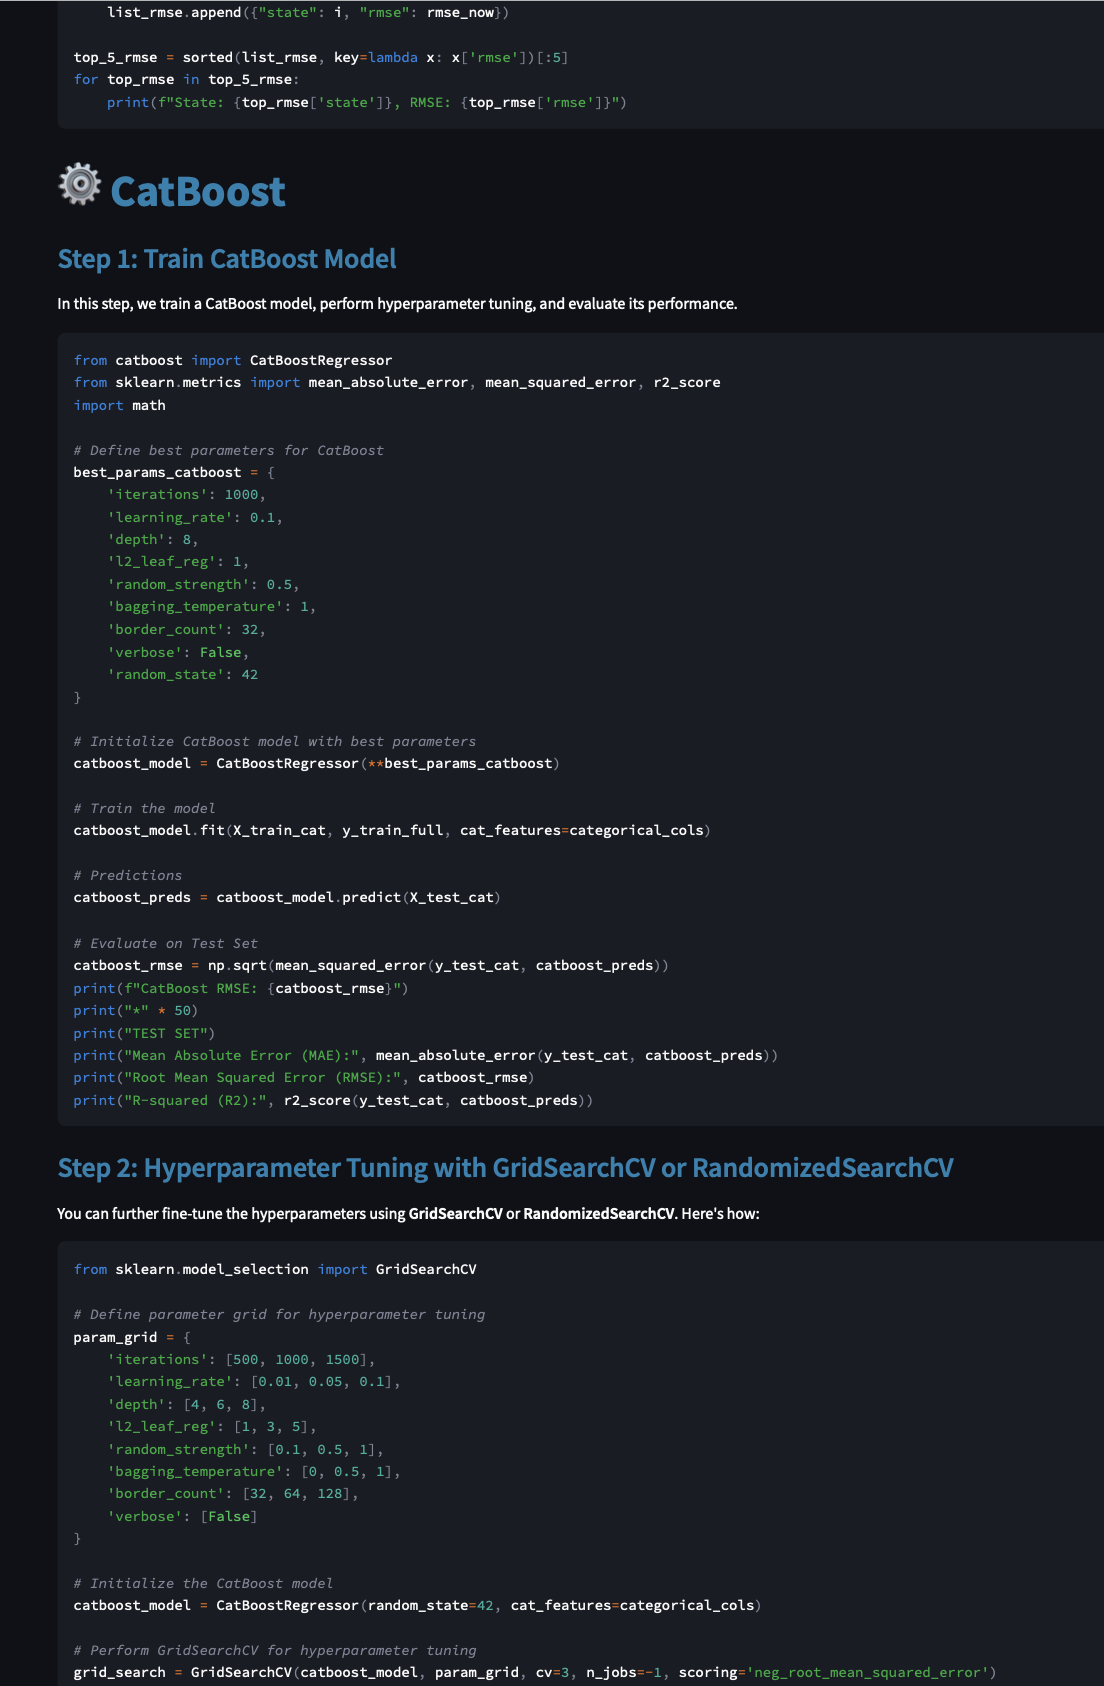 list_rmse.append({"state": i, "rmse": rmse_now})

top_5_rmse = sorted(list_rmse, key=lambda x: x['rmse'])[:5]
for top_rmse in top_5_rmse:
    print(f"State: {top_rmse['state']}, RMSE: {top_rmse['rmse']}")

CatBoost
Step 1: Train CatBoost Model
In this step, we train a CatBoost model, perform hyperparameter tuning, and evaluate its performance.

from catboost import CatBoostRegressor
from sklearn.metrics import mean_absolute_error, mean_squared_error, r2_score
import math

# Define best parameters for CatBoost
best_params_catboost = {
    'iterations': 1000,
    'learning_rate': 0.1,
    'depth': 8,
    'l2_leaf_reg': 1,
    'random_strength': 0.5,
    'bagging_temperature': 1,
    'border_count': 32,
    'verbose': False,
    'random_state': 42
}

# Initialize CatBoost model with best parameters
catboost_model = CatBoostRegressor(**best_params_catboost)

# Train the model
catboost_model.fit(X_train_cat, y_train_full, cat_features=categorical_cols)

# Predictions
catboost_preds = catboost_model.predict(X_test_cat)

# Evaluate on Test Set
catboost_rmse = np.sqrt(mean_squared_error(y_test_cat, catboost_preds))
print(f"CatBoost RMSE: {catboost_rmse}")
print("*" * 50)
print("TEST SET")
print("Mean Absolute Error (MAE):", mean_absolute_error(y_test_cat, catboost_preds))
print("Root Mean Squared Error (RMSE):", catboost_rmse)
print("R-squared (R2):", r2_score(y_test_cat, catboost_preds))

Step 2: Hyperparameter Tuning with GridSearchCV or RandomizedSearchCV
You can further fine-tune the hyperparameters using GridSearchCV or RandomizedSearchCV. Here's how:

from sklearn.model_selection import GridSearchCV

# Define parameter grid for hyperparameter tuning
param_grid = {
    'iterations': [500, 1000, 1500],
    'learning_rate': [0.01, 0.05, 0.1],
    'depth': [4, 6, 8],
    'l2_leaf_reg': [1, 3, 5],
    'random_strength': [0.1, 0.5, 1],
    'bagging_temperature': [0, 0.5, 1],
    'border_count': [32, 64, 128],
    'verbose': [False]
}

# Initialize the CatBoost model
catboost_model = CatBoostRegressor(random_state=42, cat_features=categorical_cols)

# Perform GridSearchCV for hyperparameter tuning
grid_search = GridSearchCV(catboost_model, param_grid, cv=3, n_jobs=-1, scoring='neg_root_mean_squared_error')